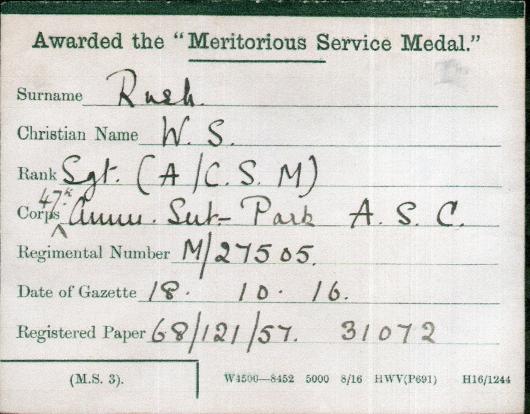 Awarded the "Meritorious Service Medal."
Surname Rush.
Christian Name W. S.
Rank Sgt. (A/C.S.M)
Corps 47th Ammn. Sub-Park A.S.C.
Regimental Number M/27505.
Date of Gazette 18. 10. 16.
Registered Paper 68/121/57. 31072
(M.S. 3). W4500—8452 5000 8/16 HWV(P691) H16/1244